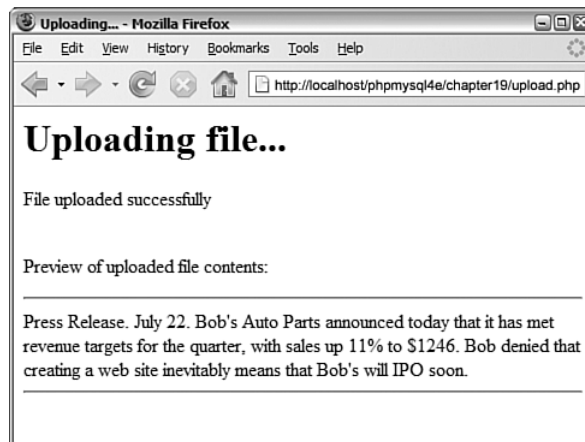 Uploading... - Mozilla Firefox
File Edit View History Bookmarks Tools Help
http://localhost/phpmysql4e/chapter19/upload.php
Uploading file...
File uploaded successfully
Preview of uploaded file contents:
Press Release. July 22. Bob's Auto Parts announced today that it has met
revenue targets for the quarter, with sales up 11% to $1246. Bob denied that
creating a web site inevitably means that Bob's will IPO soon.